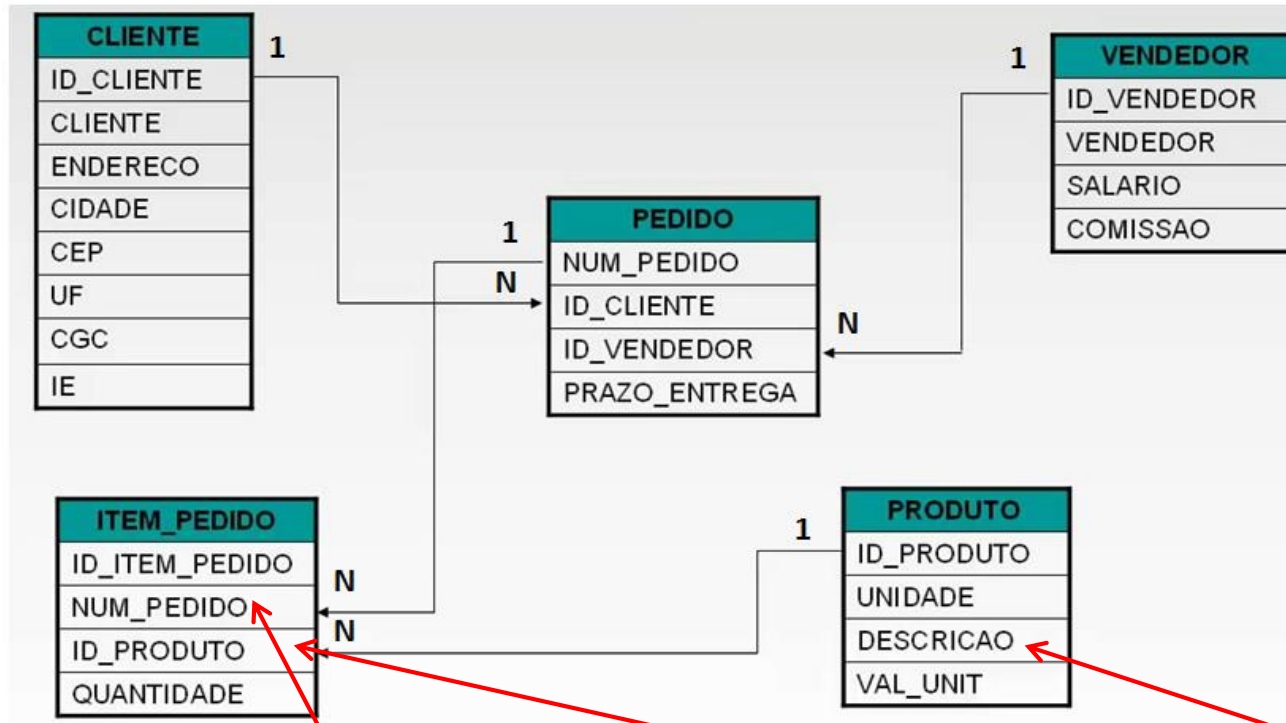 CLIENTE
ID_CLIENTE
CLIENTE
ENDERECO
CIDADE
CEP
UF
CGC
IE
1
1
VENDEDOR
ID_VENDEDOR
VENDEDOR
SALARIO
COMISSAO
1
N
PEDIDO
NUM_PEDIDO
ID_CLIENTE
ID_VENDEDOR
PRAZO_ENTREGA
N
ITEM_PEDIDO
ID_ITEM_PEDIDO
NUM_PEDIDO
ID_PRODUTO
QUANTIDADE
N
N
1
PRODUTO
ID_PRODUTO
UNIDADE
DESCRICAO
VAL_UNIT